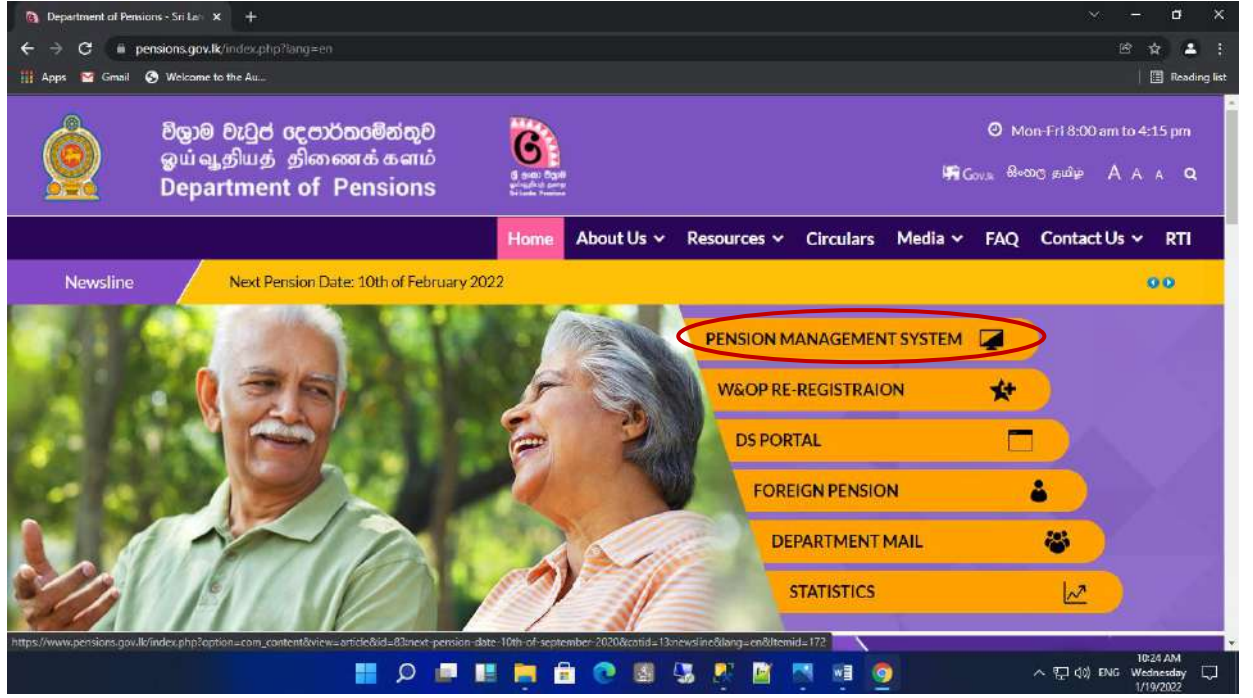 Department of Pensions - Sri Lan
pensions.gov.lk/index.php?lang=en
Apps Gmail Welcome to the Au...
Reading list
විශ්‍රාම වැටුප් දෙපාර්තමේන්තුව
ஓய்வூதியத் திணைக்களம்
Department of Pensions
Mon-Fri 8:00 am to 4:15 pm
Gov.lk සිංහල தமிழ் A A A
Home About Us Resources Circulars Media FAQ Contact Us RTI
Newsline Next Pension Date: 10th of February 2022
PENSION MANAGEMENT SYSTEM
W&OP RE-REGISTRAION
DS PORTAL
FOREIGN PENSION
DEPARTMENT MAIL
STATISTICS
https://www.pensions.gov.lk/index.php?option=com_content&view=article&id=83:next-pension-date-10th-of-september-2020&catid=13:newsline&lang=en&Itemid=172
ENG
10:24 AM
Wednesday
1/19/2022